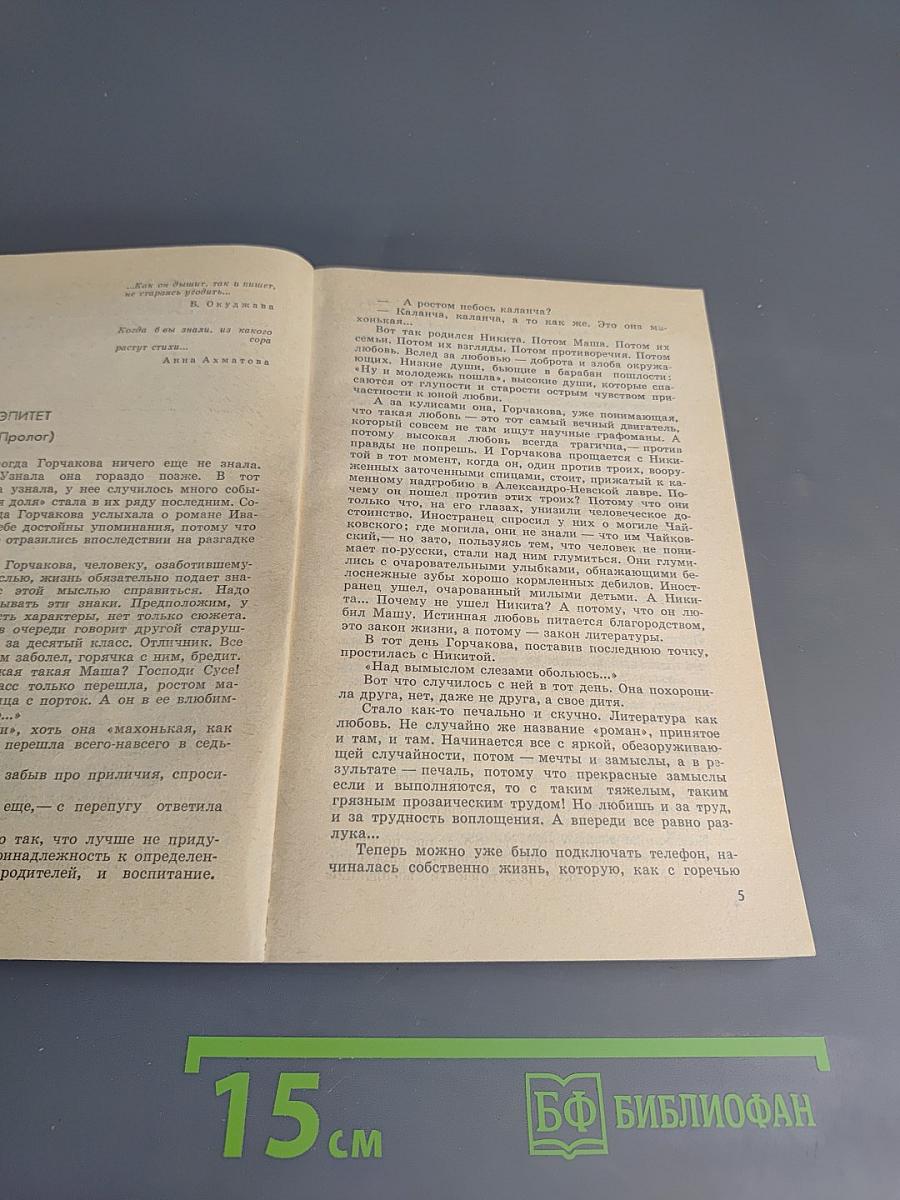 ...Как он дышит, так и пишет,
не стараясь угодить...
Б. Окуджава
Когда б вы знали, из какого
сора
растут стихи...
Анна Ахматова
ЭПИТЕТ
(Пролог)
огда Горчакова ничего еще не знала.
Узнала она гораздо позже. В тот
а узнала, у нее случилось много собы-
я доля» стала в их ряду последним. Со-
да Горчакова услыхала о романе Ива-
ебе достойны упоминания, потому что
отразились впоследствии на разгадке
Горчакова, человеку, озаботившему-
слью, жизнь обязательно подает зна-
с этой мыслью справиться. Надо
ывать эти знаки. Предположим, у
сть характеры, нет только сюжета.
в очереди говорит другой старуш-
за десятый класс. Отличник. Все
м заболел, горячка с ним, бредит.
кая такая Маша? Господи Сусе!
асс только перешла, ростом ма-
ица с порток. А он в ее влюбим-
...»
и», хоть она «махонькая, как
перешла всего-навсего в седь-
забыв про приличия, спроси-
еще,— с перепугу ответила
о так, что лучше не приду-
ринадлежность к определен-
родителей, и воспитание.
— А ростом небось каланча?
— Каланча, каланча, а то как же. Это она ма-
хонькая...
Вот так родился Никита. Потом Маша. Потом их
семьи. Потом их взгляды. Потом противоречия. Потом
любовь. Вслед за любовью — доброта и злоба окружа-
ющих. Низкие души, бьющие в барабан пошлости:
«Ну и молодежь пошла», высокие души, которые спа-
саются от глупости и старости острым чувством при-
частности к юной любви.
А за кулисами она, Горчакова, уже понимающая,
что такая любовь — это тот самый вечный двигатель,
который совсем не там ищут научные графоманы. А
потому высокая любовь всегда трагична,— против
правды не попрешь. И Горчакова прощается с Ники-
той в тот момент, когда он, один против троих, воору-
женных заточенными спицами, стоит, прижатый к ка-
менному надгробию в Александро-Невской лавре. По-
чему он пошел против этих троих? Потому что они
только что, на его глазах, унизили человеческое до-
стоинство. Иностранец спросил у них о могиле Чай-
ковского; где могила, они не знали — что им Чайков-
ский,— но зато, пользуясь тем, что человек не пони-
мает по-русски, стали над ним глумиться. Они глуми-
лись с очаровательными улыбками, обнажающими бе-
лоснежные зубы хорошо кормленных дебилов. Иност-
ранец ушел, очарованный милыми детьми. А Ники-
та... Почему не ушел Никита? А потому, что он лю-
бил Машу. Истинная любовь питается благородством,
это закон жизни, а потому — закон литературы.
В тот день Горчакова, поставив последнюю точку,
простилась с Никитой.
«Над вымыслом слезами обольюсь...»
Вот что случилось с ней в тот день. Она похорони-
ла друга, нет, даже не друга, а свое дитя.
Стало как-то печально и скучно. Литература как
любовь. Не случайно же название «роман», принятое
и там, и там. Начинается все с яркой, обезоруживаю-
щей случайности, потом — мечты и замыслы, а в ре-
зультате — печаль, потому что прекрасные замыслы
если и выполняются, то с таким тяжелым, таким
грязным прозаическим трудом! Но любишь и за труд,
и за трудность воплощения. А впереди все равно раз-
лука...
Теперь можно уже было подключать телефон, на-
чиналась собственно жизнь, которую, как с горечью
5
15 см
БФ БИБЛИОФАН